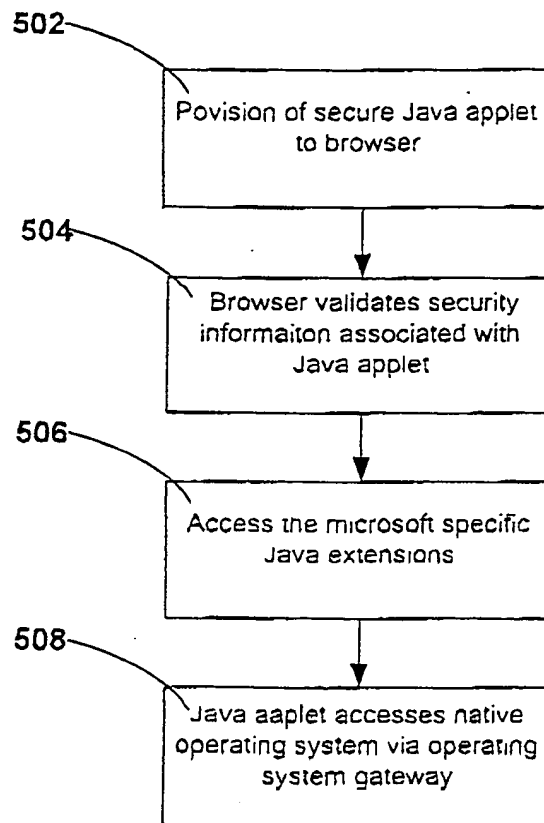 502
Povision of secure Java applet
to browser
504
Browser validates security
informaiton associated with
Java applet
506
Access the microsoft specific
Java extensions
508
Java aaplet accesses native
operating system via operating
system gateway